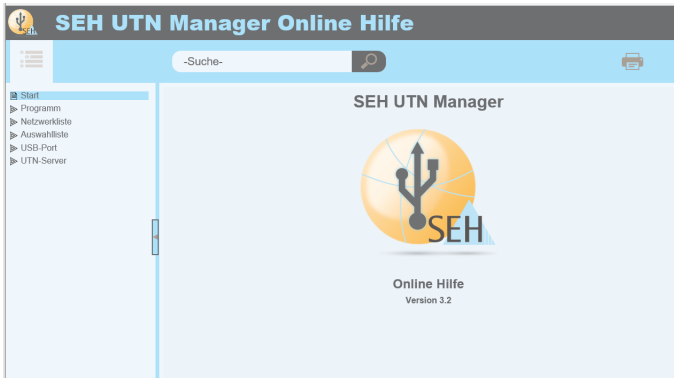 SEH
SEH UTN Manager Online Hilfe
-Suche-
Start
Programm
Netzwerkliste
Auswahlliste
USB-Port
UTN-Server
SEH UTN Manager
SEH
Online Hilfe
Version 3.2